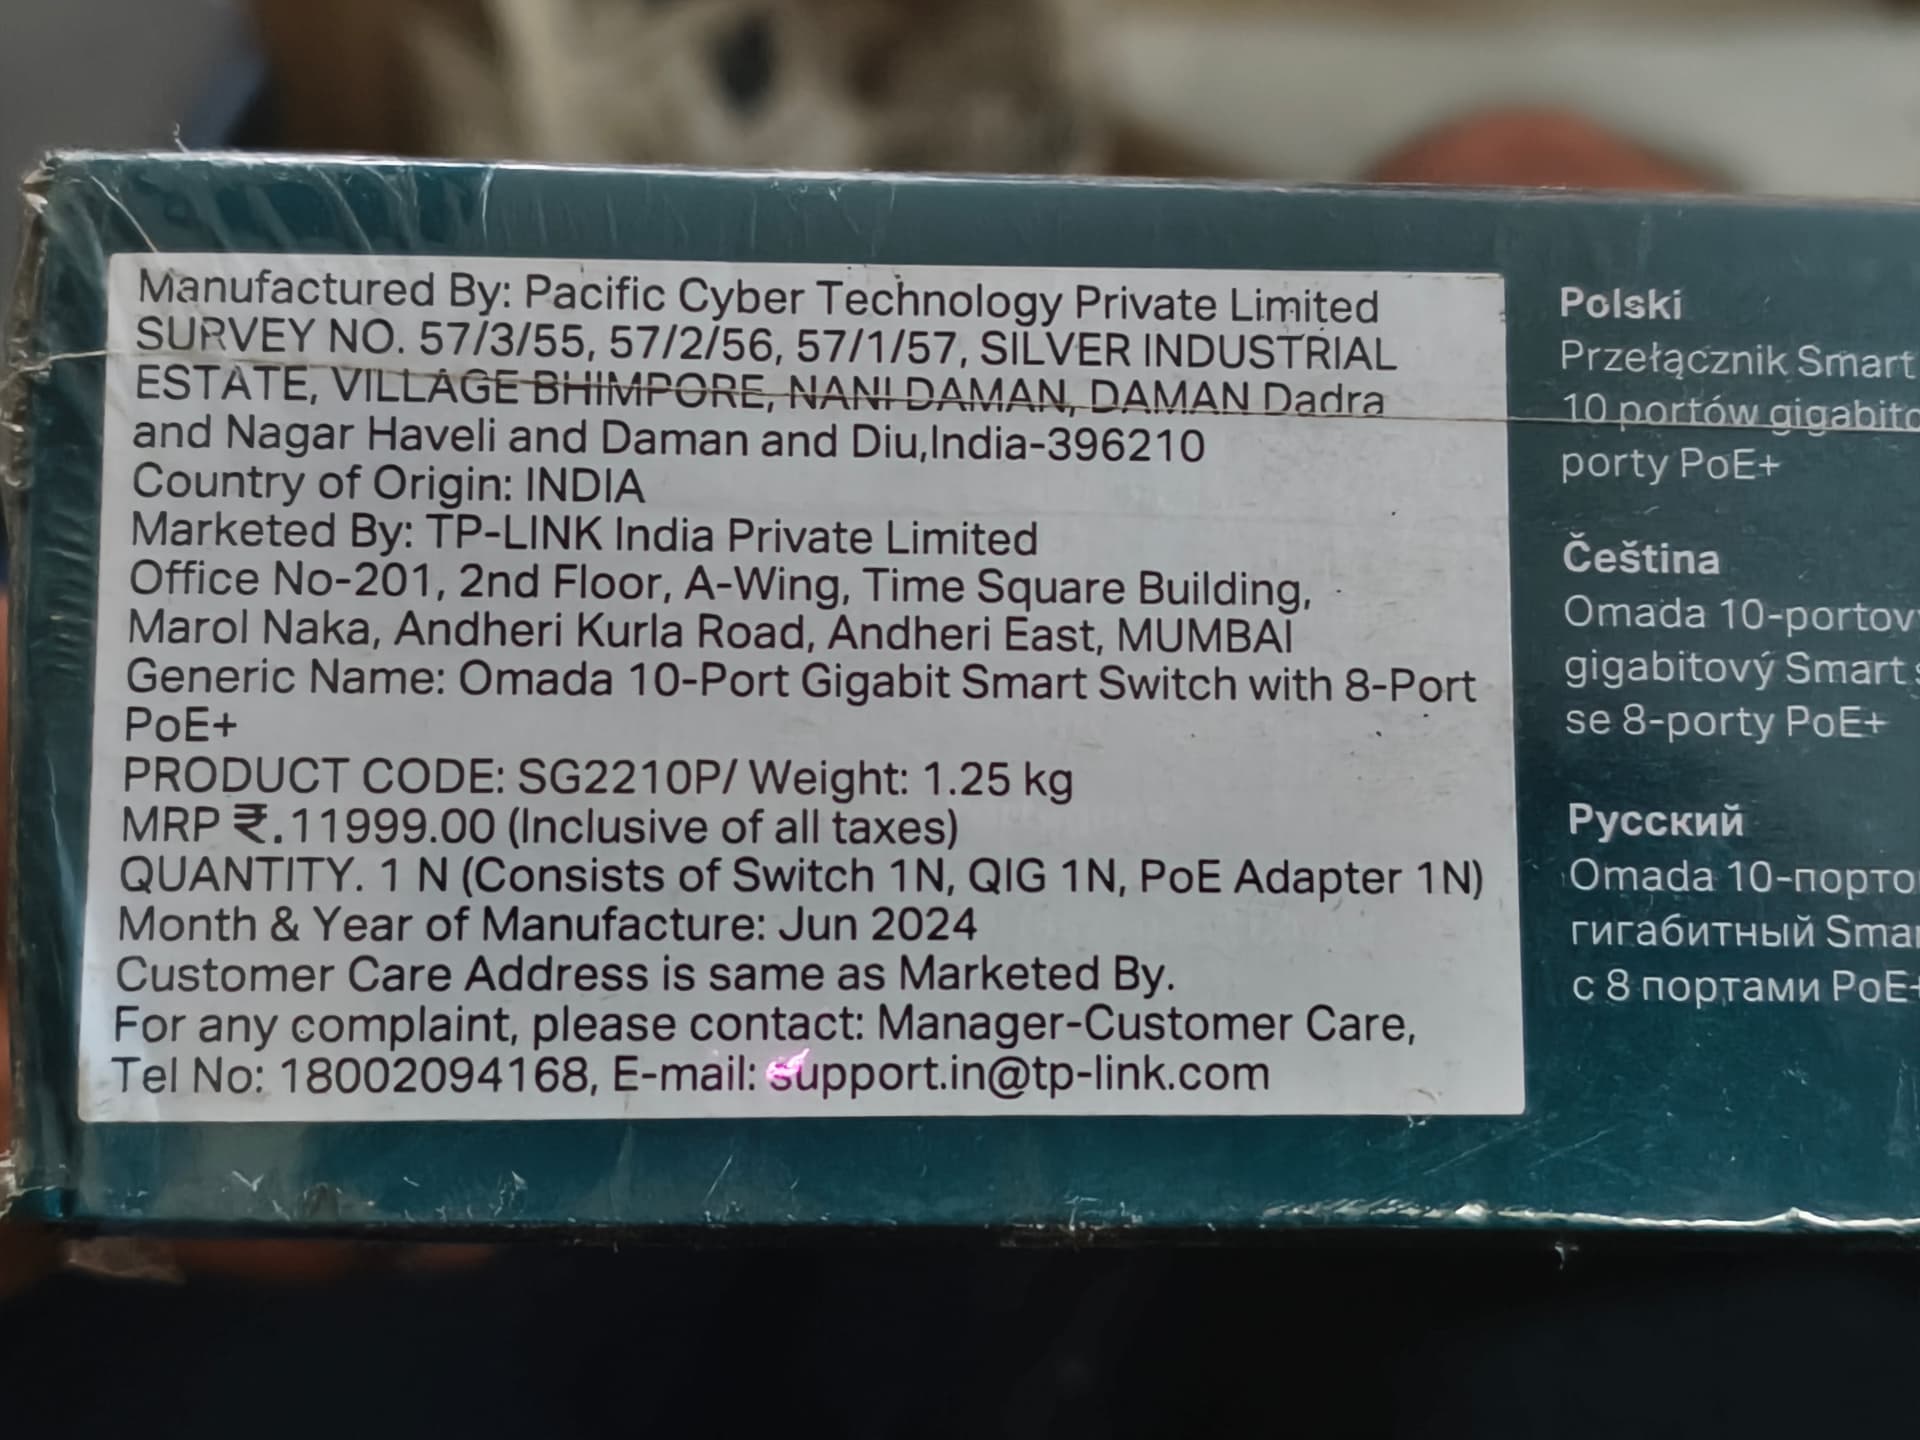 Manufactured By: Pacific Cyber Technology Private Limited
SURVEY NO. 57/3/55, 57/2/56, 57/1/57, SILVER INDUSTRIAL
ESTATE, VILLAGE BHIMPORE, NANI DAMAN, DAMAN Dadra
and Nagar Haveli and Daman and Diu,India-396210
Country of Origin: INDIA
Marketed By: TP-LINK India Private Limited
Office No-201, 2nd Floor, A-Wing, Time Square Building,
Marol Naka, Andheri Kurla Road, Andheri East, MUMBAI
Generic Name: Omada 10-Port Gigabit Smart Switch with 8-Port
PoE+
PRODUCT CODE: SG2210P/ Weight: 1.25 kg
MRP ₹.11999.00 (Inclusive of all taxes)
QUANTITY. 1 N (Consists of Switch 1N, QIG 1N, PoE Adapter 1N)
Month & Year of Manufacture: Jun 2024
Customer Care Address is same as Marketed By.
For any complaint, please contact: Manager-Customer Care,
Tel No: 18002094168, E-mail: support.in@tp-link.com
Polski
Przełącznik Smart
10 portów
porty PoE+
Čeština
Omada
gigabitový Smart
se 8-porty PoE+
Русский
Omada
гигабитный
с 8 портами PoE+